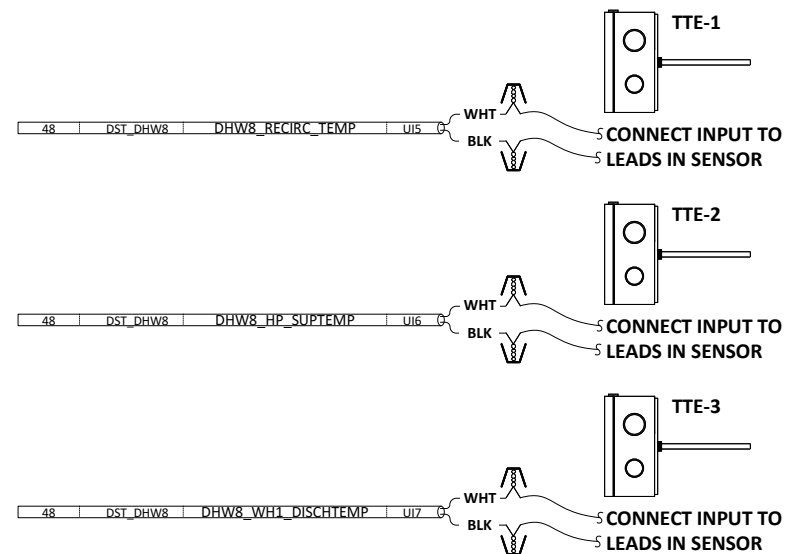 TTE-1
WHT
48 DST_DHW8 DHW8_RECIRC_TEMP UI5
BLK
CONNECT INPUT TO
LEADS IN SENSOR
TTE-2
WHT
48 DST_DHW8 DHW8_HP_SUPTEMP UI6
BLK
CONNECT INPUT TO
LEADS IN SENSOR
TTE-3
WHT
48 DST_DHW8 DHW8_WH1_DISCHTEMP UI7
BLK
CONNECT INPUT TO
LEADS IN SENSOR